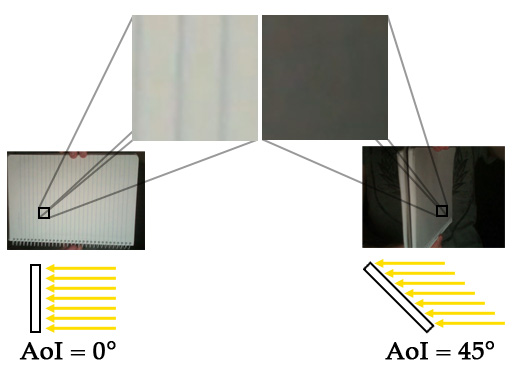 AoI = 0°
AoI = 45°